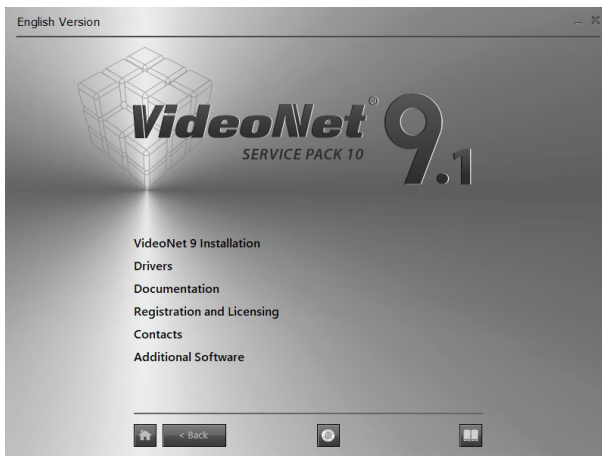 English Version
VideoNet® 9.1
SERVICE PACK 10
VideoNet 9 Installation
Drivers
Documentation
Registration and Licensing
Contacts
Additional Software
< Back